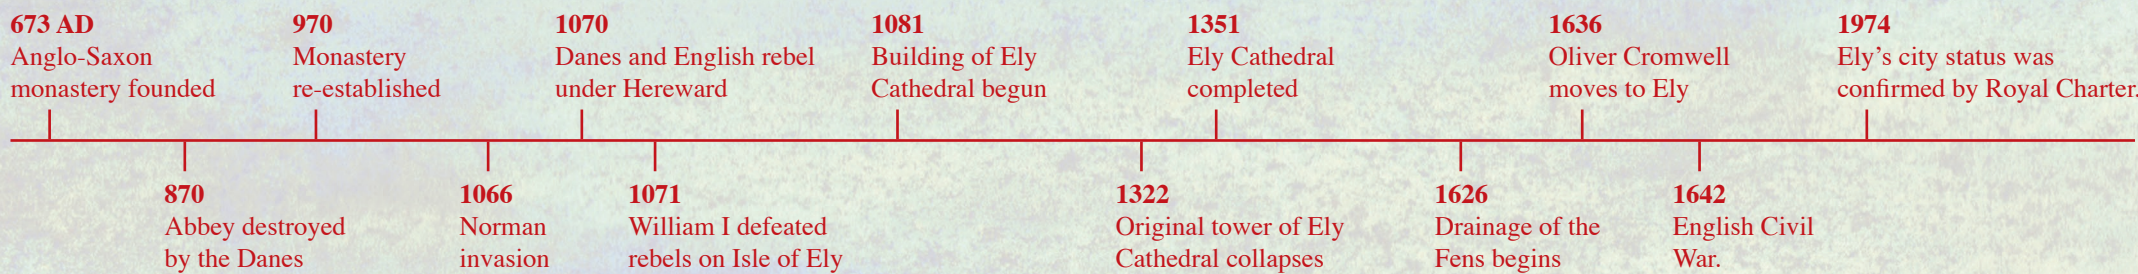 673 AD
Anglo-Saxon
monastery founded
970
Monastery
re-established
1070
Danes and English rebel
under Hereward
1081
Building of Ely
Cathedral begun
1351
Ely Cathedral
completed
1636
Oliver Cromwell
moves to Ely
1974
Ely’s city status was
confirmed by Royal Charter.
870
Abbey destroyed
by the Danes
1066
Norman
invasion
1071
William I defeated
rebels on Isle of Ely
1322
Original tower of Ely
Cathedral collapses
1626
Drainage of the
Fens begins
1642
English Civil
War.